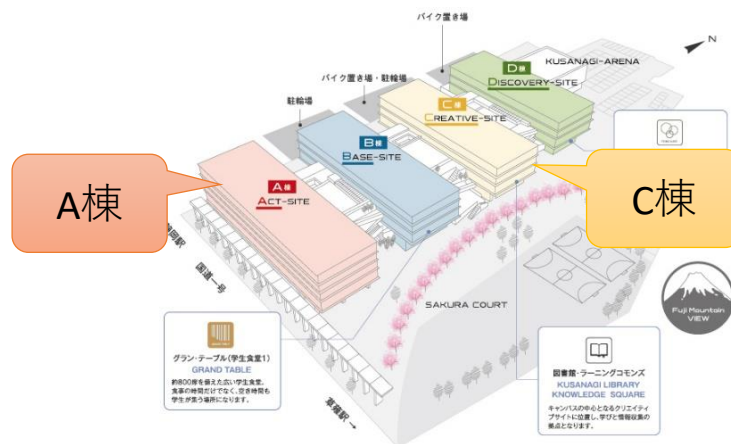 バイク置き場
N
D棟
DISCOVERY-SITE
KUSANAGI-ARENA
バイク置き場・駐輪場
C棟
CREATIVE-SITE
駐輪場
B棟
BASE-SITE
A棟
C棟
A棟
ACT-SITE
国道一号
SAKURA COURT
Fuji Mountain
VIEW
グラン・テーブル(学生食堂1)
GRAND TABLE
約800席を備えた広い学生食堂。
食事の時間だけでなく、空き時間も
学生が集う場所になります。
図書館・ラーニングコモンズ
KUSANAGI LIBRARY
KNOWLEDGE SQUARE
キャンパスの中心となるクリエイティ
ブサイトに位置し、学びと情報収集の
拠点となります。
草薙駅→